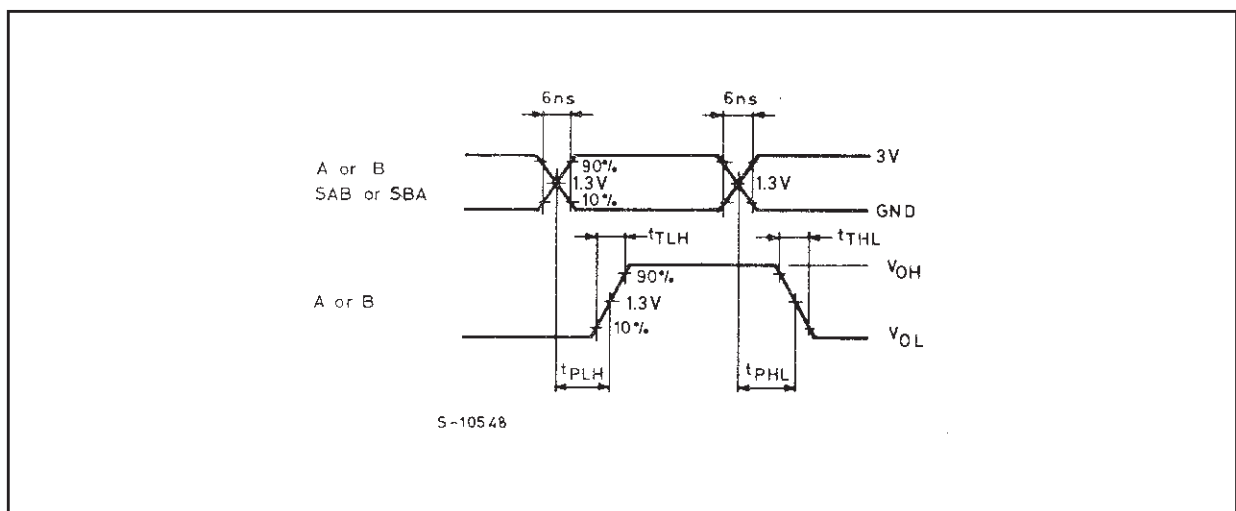 6ns 6ns
A or B
SAB or SBA
90%
1.3V
10%
1.3V
3V
GND
tTLH tTHL
A or B
90%
1.3V
10%
VOH
VOL
tPLH tPHL
S-10548